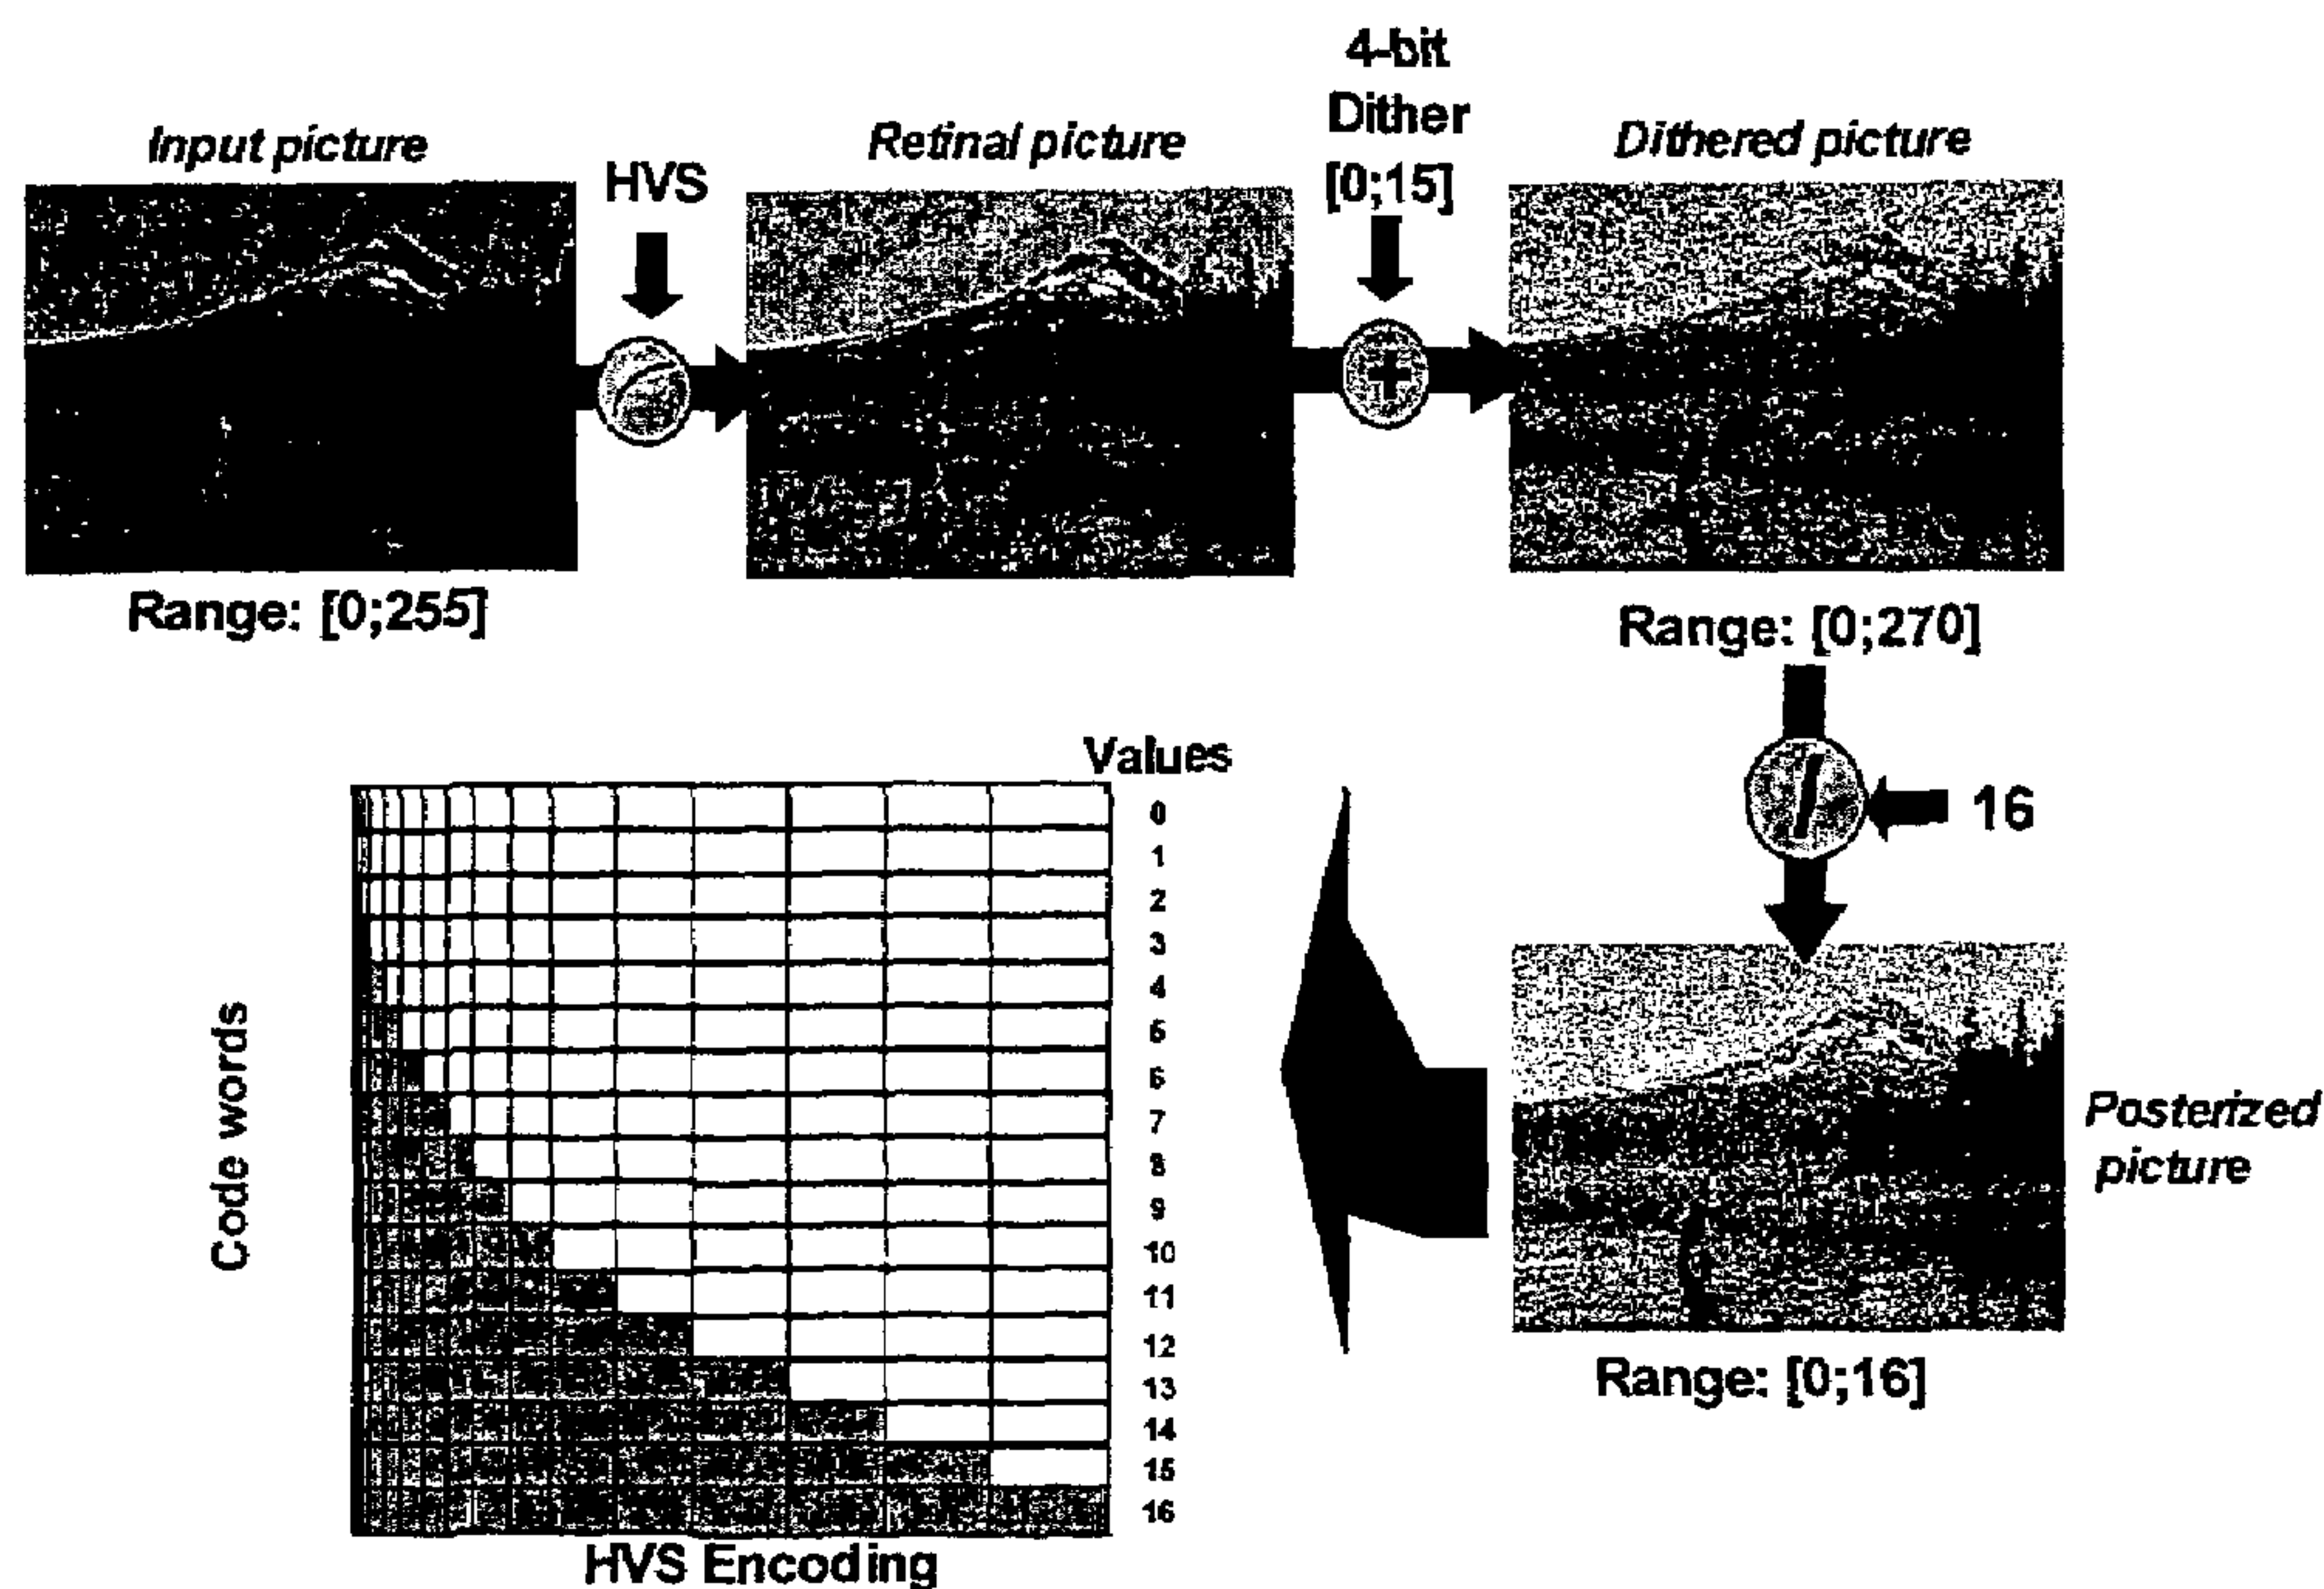 4-bit
Dither
[0;15]
Input picture
HVS
Retinal picture
Dithered picture
Range: [0;255]
Range: [0;270]
16
Values
0
1
2
3
4
5
6
7
8
9
10
11
12
13
14
15
16
Code words
HVS Encoding
Posterized
picture
Range: [0;16]